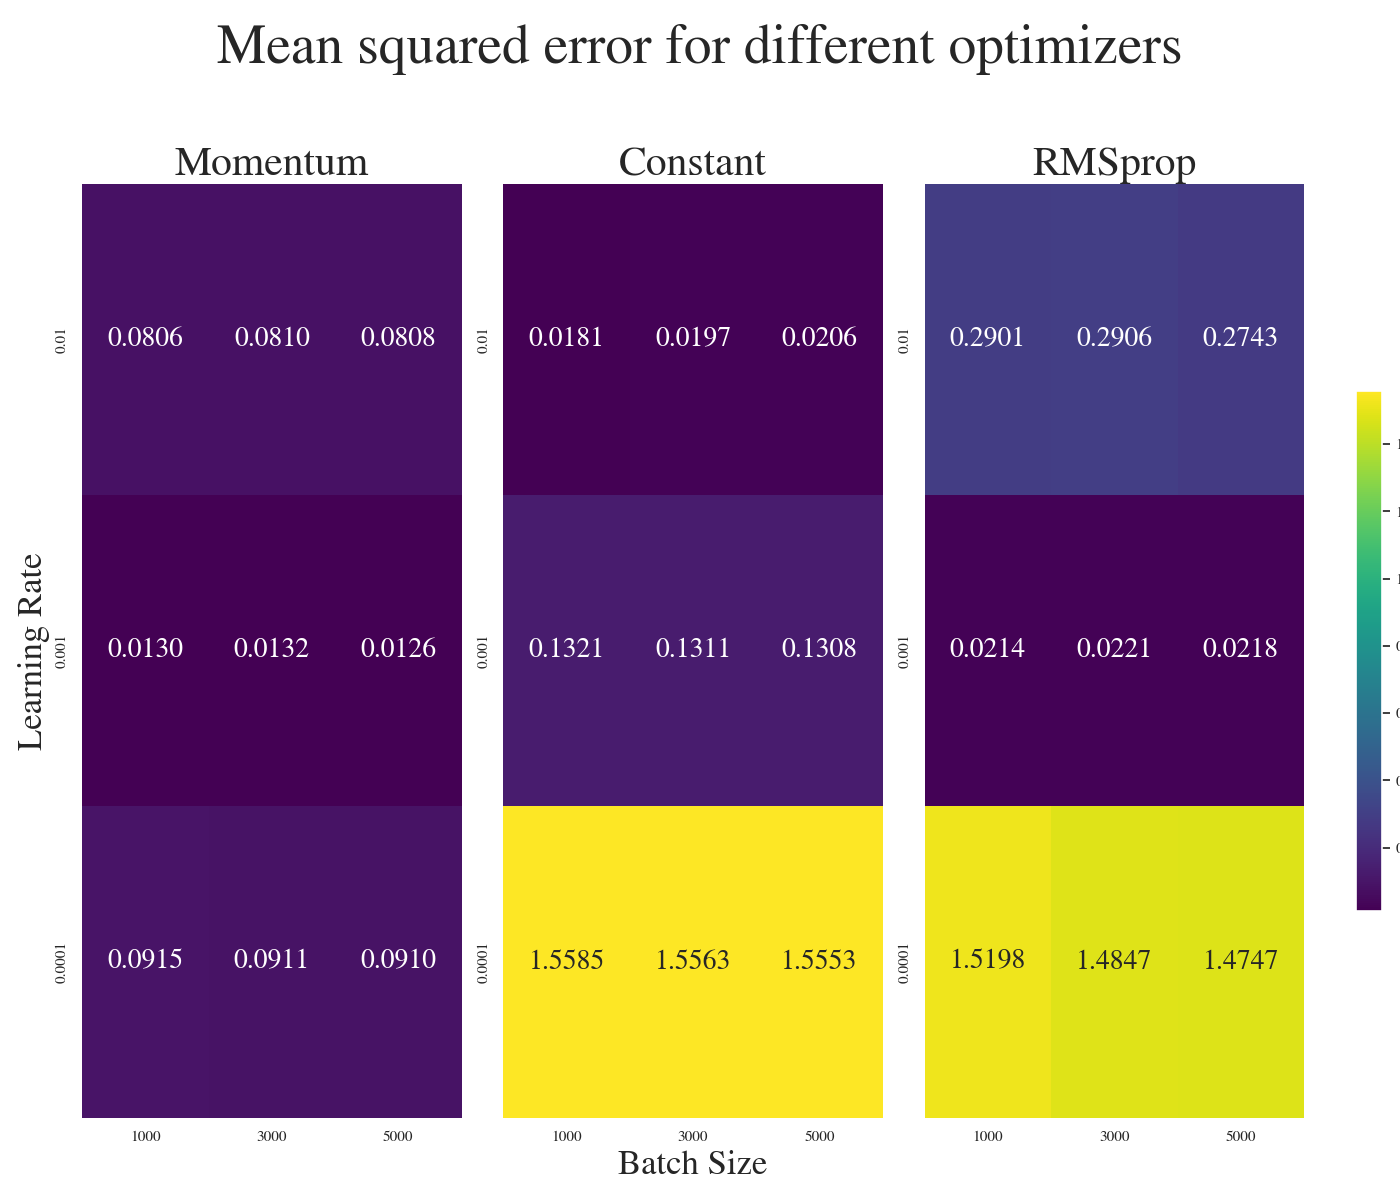 Mean squared error for different optimizers
Momentum Constant RMSprop
0.01 0.0806 0.0810 0.0808 0.01 0.0181 0.0197 0.0206 0.01 0.2901 0.2906 0.2743
Learning Rate
0.001 0.0130 0.0132 0.0126 0.001 0.1321 0.1311 0.1308 0.001 0.0214 0.0221 0.0218
0.0001 0.0915 0.0911 0.0910 0.0001 1.5585 1.5563 1.5553 0.0001 1.5198 1.4847 1.4747
1000 3000 5000 1000 3000 5000 1000 3000 5000
Batch Size